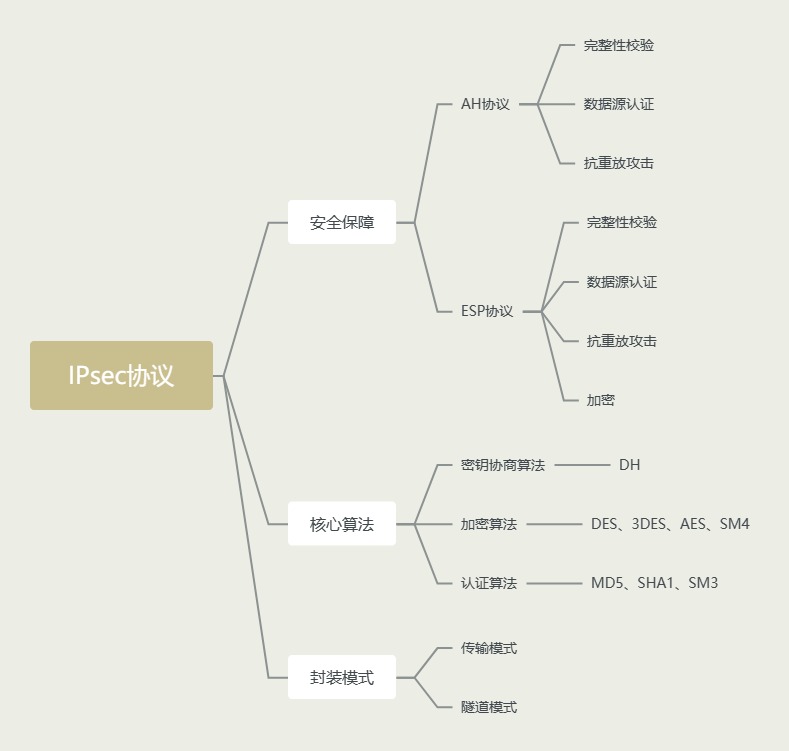 IPsec协议
安全保障
AH协议
完整性校验
数据源认证
抗重放攻击
ESP协议
完整性校验
数据源认证
抗重放攻击
加密
核心算法
密钥协商算法
DH
加密算法
DES、3DES、AES、SM4
认证算法
MD5、SHA1、SM3
封装模式
传输模式
隧道模式